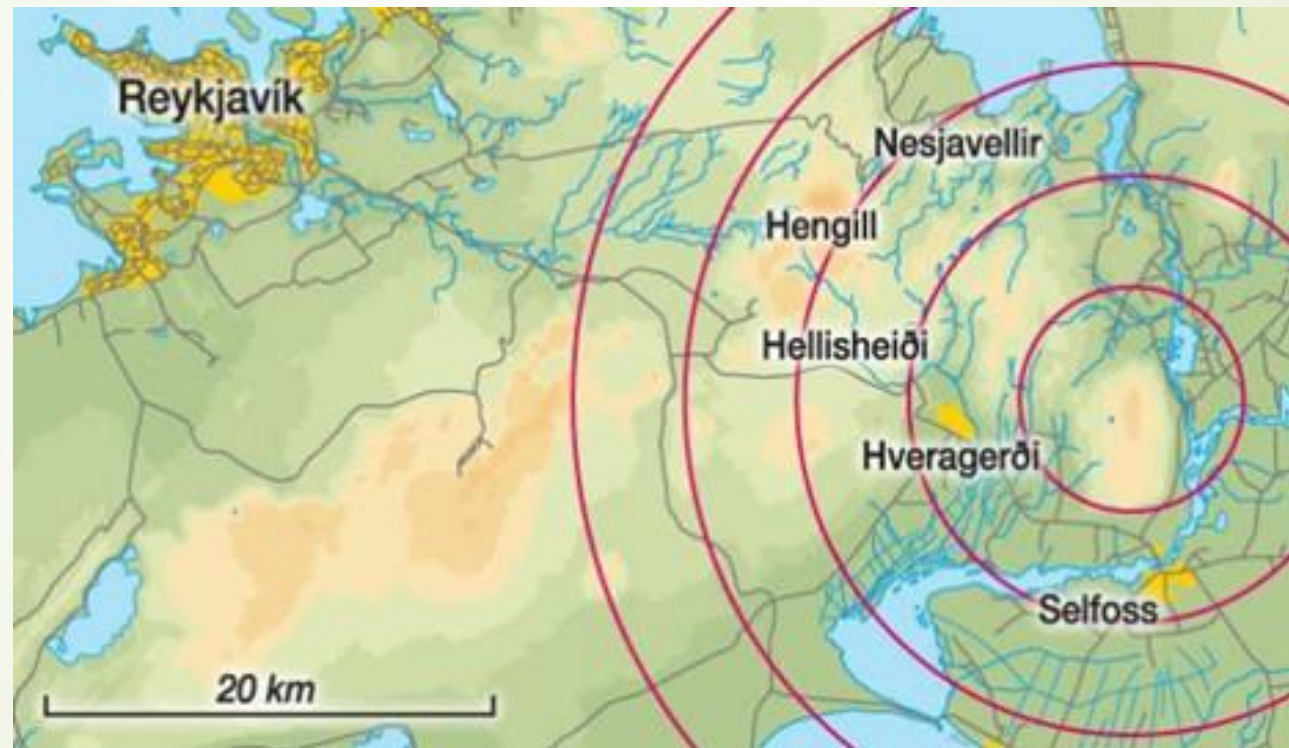 Reykjavík
Nesjavellir
Hengill
Hellisheiði
Hveragerði
Selfoss
20 km